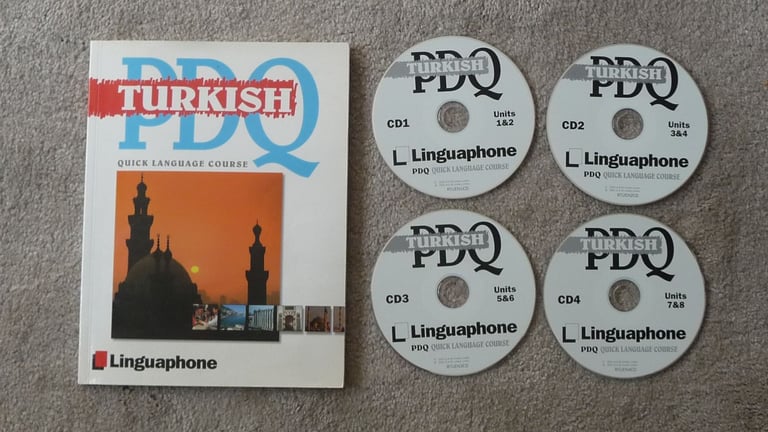 PDQ
TURKISH
QUICK LANGUAGE COURSE
Linguaphone
PDQ
TURKISH
CD1
Units
1&2
Linguaphone
PDQ QUICK LANGUAGE COURSE
PDQ
TURKISH
CD2
Units
3&4
Linguaphone
PDQ QUICK LANGUAGE COURSE
PDQ
TURKISH
CD3
Units
5&6
Linguaphone
PDQ QUICK LANGUAGE COURSE
PDQ
TURKISH
CD4
Units
7&8
Linguaphone
PDQ QUICK LANGUAGE COURSE